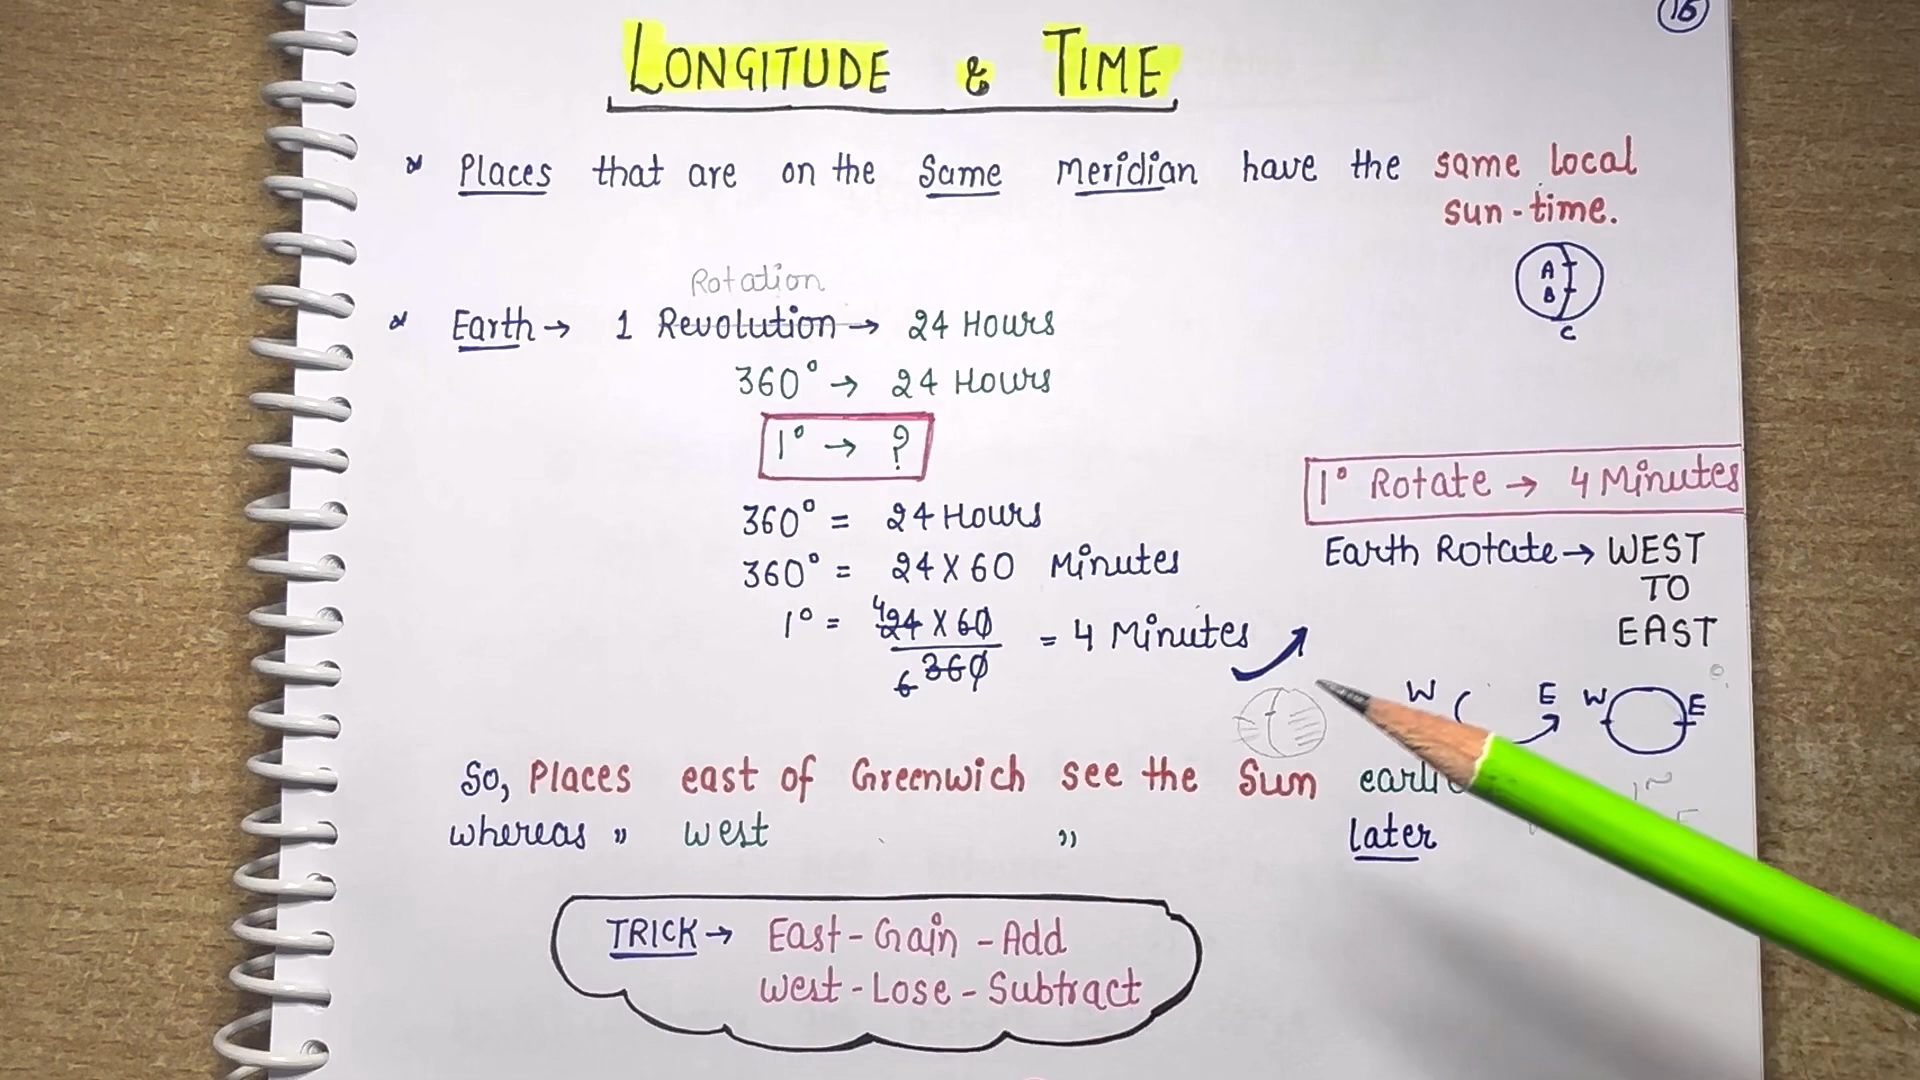 16
LONGITUDE & TIME
Places that are on the Same Meridian have the same local
sun-time.
A
B
C
Rotation
Earth → 1 Revolution → 24 Hours
360° → 24 Hours
1° → ?
360° = 24 Hours
360° = 24 X 60 Minutes
1° = 4 24 X 60 = 4 Minutes
6 360
1° Rotate → 4 Minutes
Earth Rotate → WEST
TO
EAST
W E W E
So, Places east of Greenwich see the Sun
whereas " west " later
TRICK → East - Gain - Add
West - Lose - Subtract